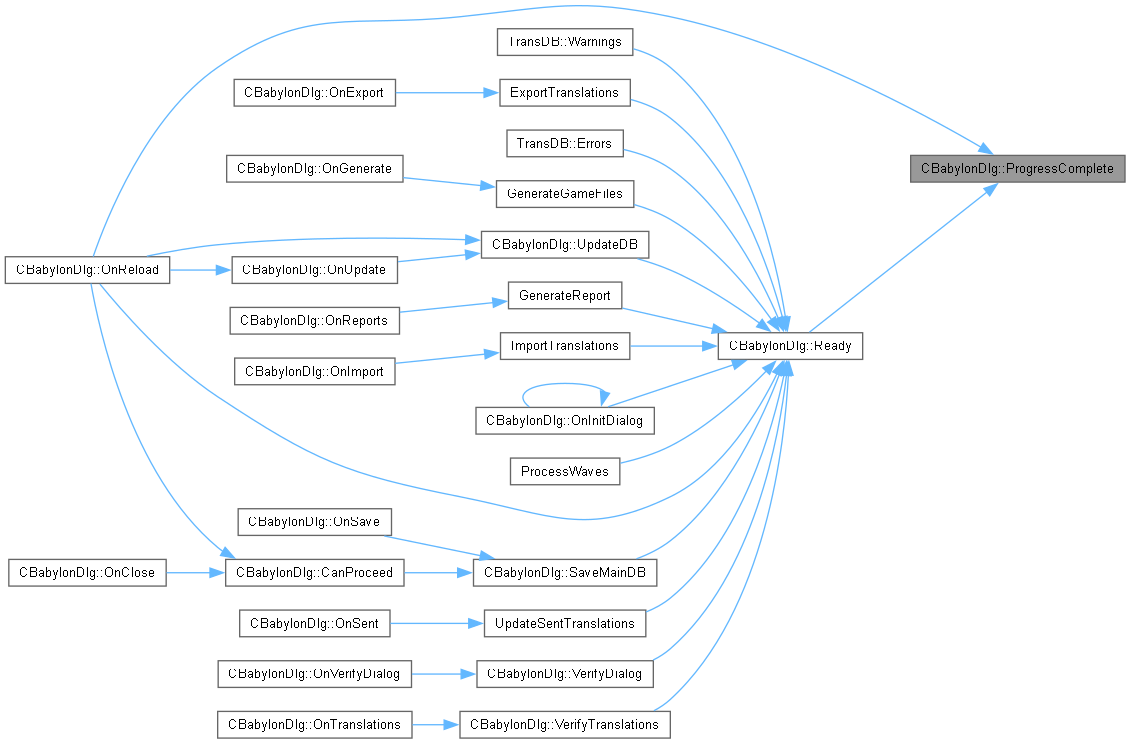 TransDB::Warnings
CBabylonDlg::OnExport
ExportTranslations
TransDB::Errors
CBabylonDlg::OnGenerate
CBabylonDlg::ProgressComplete
GenerateGameFiles
CBabylonDlg::UpdateDB
CBabylonDlg::OnReload
CBabylonDlg::OnUpdate
GenerateReport
CBabylonDlg::OnReports
ImportTranslations
CBabylonDlg::Ready
CBabylonDlg::OnImport
CBabylonDlg::OnInitDialog
ProcessWaves
CBabylonDlg::OnSave
CBabylonDlg::OnClose
CBabylonDlg::CanProceed
CBabylonDlg::SaveMainDB
CBabylonDlg::OnSent
UpdateSentTranslations
CBabylonDlg::OnVerifyDialog
CBabylonDlg::VerifyDialog
CBabylonDlg::OnTranslations
CBabylonDlg::VerifyTranslations